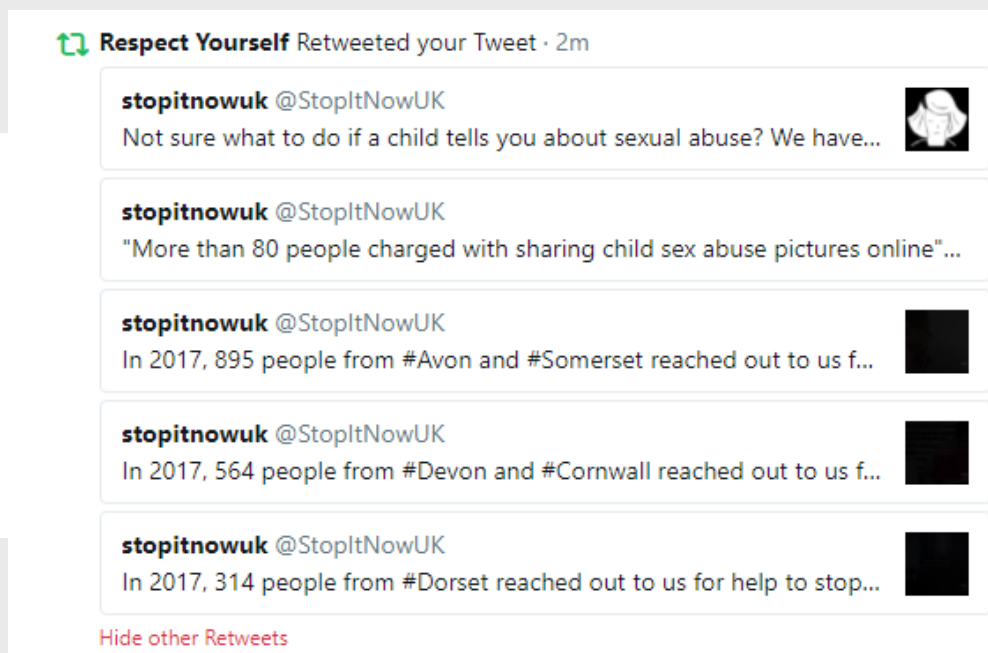 Respect Yourself Retweeted your Tweet · 2m
stopitnowuk @StopItNowUK
Not sure what to do if a child tells you about sexual abuse? We have...
stopitnowuk @StopItNowUK
"More than 80 people charged with sharing child sex abuse pictures online"...
stopitnowuk @StopItNowUK
In 2017, 895 people from #Avon and #Somerset reached out to us f...
stopitnowuk @StopItNowUK
In 2017, 564 people from #Devon and #Cornwall reached out to us f...
stopitnowuk @StopItNowUK
In 2017, 314 people from #Dorset reached out to us for help to stop...
Hide other Retweets